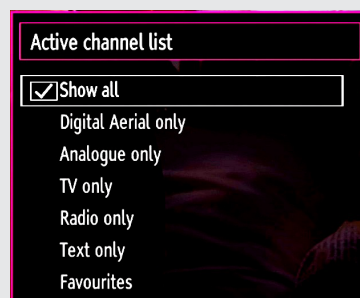 Active channel list
Show all
Digital Aerial only
Analogue only
TV only
Radio only
Text only
Favourites